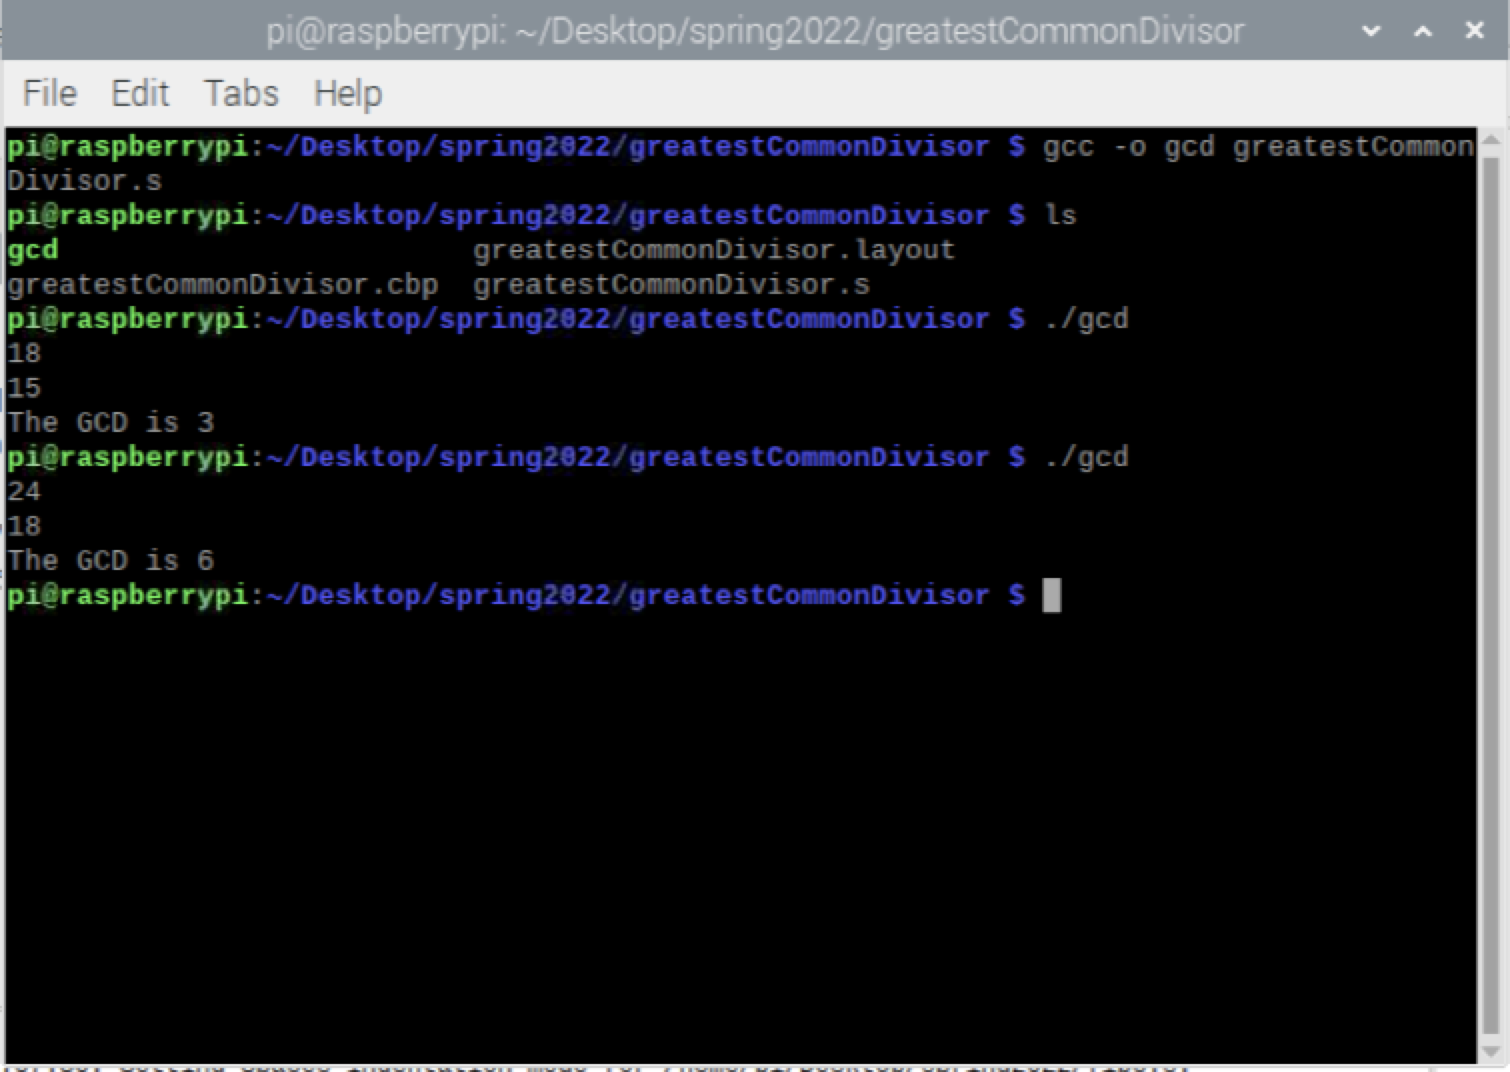 pi@raspberrypi: ~/Desktop/spring2022/greatestCommonDivisor
File Edit Tabs Help
pi@raspberrypi:~/Desktop/spring2022/greatestCommonDivisor $ gcc -o gcd greatestCommon
Divisor.s
pi@raspberrypi:~/Desktop/spring2022/greatestCommonDivisor $ ls
gcd greatestCommonDivisor.layout
greatestCommonDivisor.cbp greatestCommonDivisor.s
pi@raspberrypi:~/Desktop/spring2022/greatestCommonDivisor $ ./gcd
18
15
The GCD is 3
pi@raspberrypi:~/Desktop/spring2022/greatestCommonDivisor $ ./gcd
24
18
The GCD is 6
pi@raspberrypi:~/Desktop/spring2022/greatestCommonDivisor $